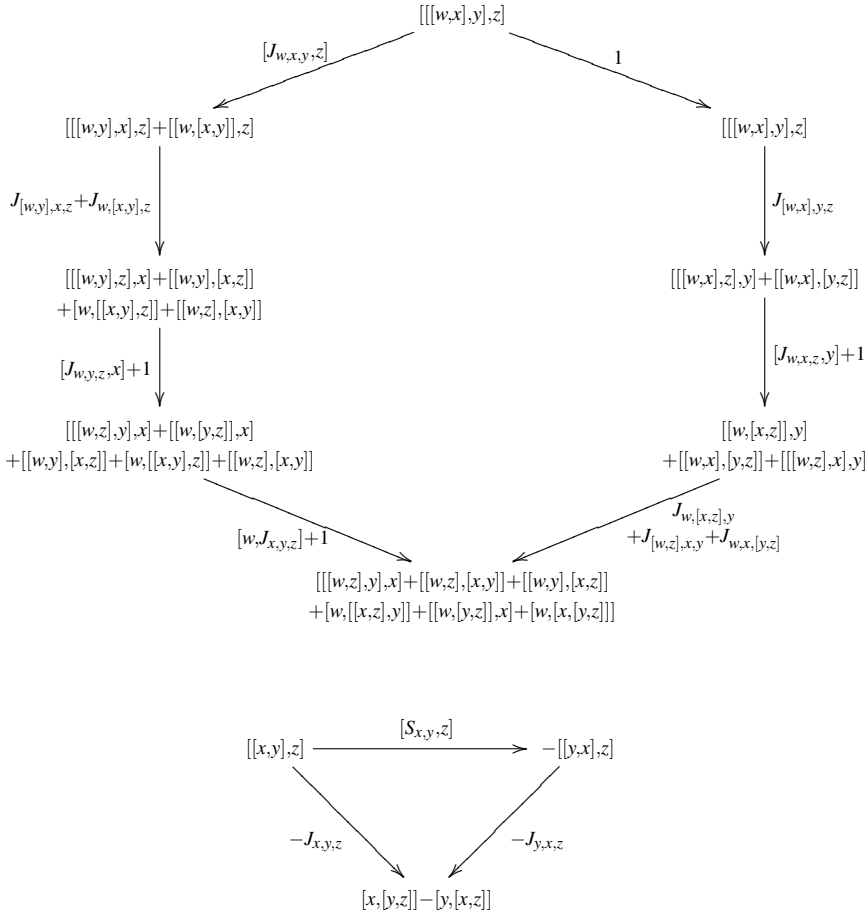 [[[w,x],y],z]
[J_{w,x,y},z]
1
[[[w,y],x],z]+[[w,[x,y]],z]
[[[w,x],y],z]
J_{[w,y],x,z}+J_{w,[x,y],z}
J_{[w,x],y,z}
[[[w,y],z],x]+[[w,y],[x,z]]
+[w,[[x,y],z]]+[[w,z],[x,y]]
[[[w,x],z],y]+[[w,x],[y,z]]
[J_{w,y,z},x]+1
[J_{w,x,z},y]+1
[[[w,z],y],x]+[[w,[y,z]],x]
+[[w,y],[x,z]]+[w,[[x,y],z]]+[[w,z],[x,y]]
[[w,[x,z]],y]
+[[w,x],[y,z]]+[[[w,z],x],y]
[w,J_{x,y,z}]+1
J_{w,[x,z],y}
+J_{[w,z],x,y}+J_{w,x,[y,z]}
[[[w,z],y],x]+[[w,z],[x,y]]+[[w,y],[x,z]]
+[w,[[x,z],y]]+[[w,[y,z]],x]+[w,[x,[y,z]]]
[S_{x,y},z]
[[x,y],z]
−[[y,x],z]
−J_{x,y,z}
−J_{y,x,z}
[x,[y,z]]−[y,[x,z]]